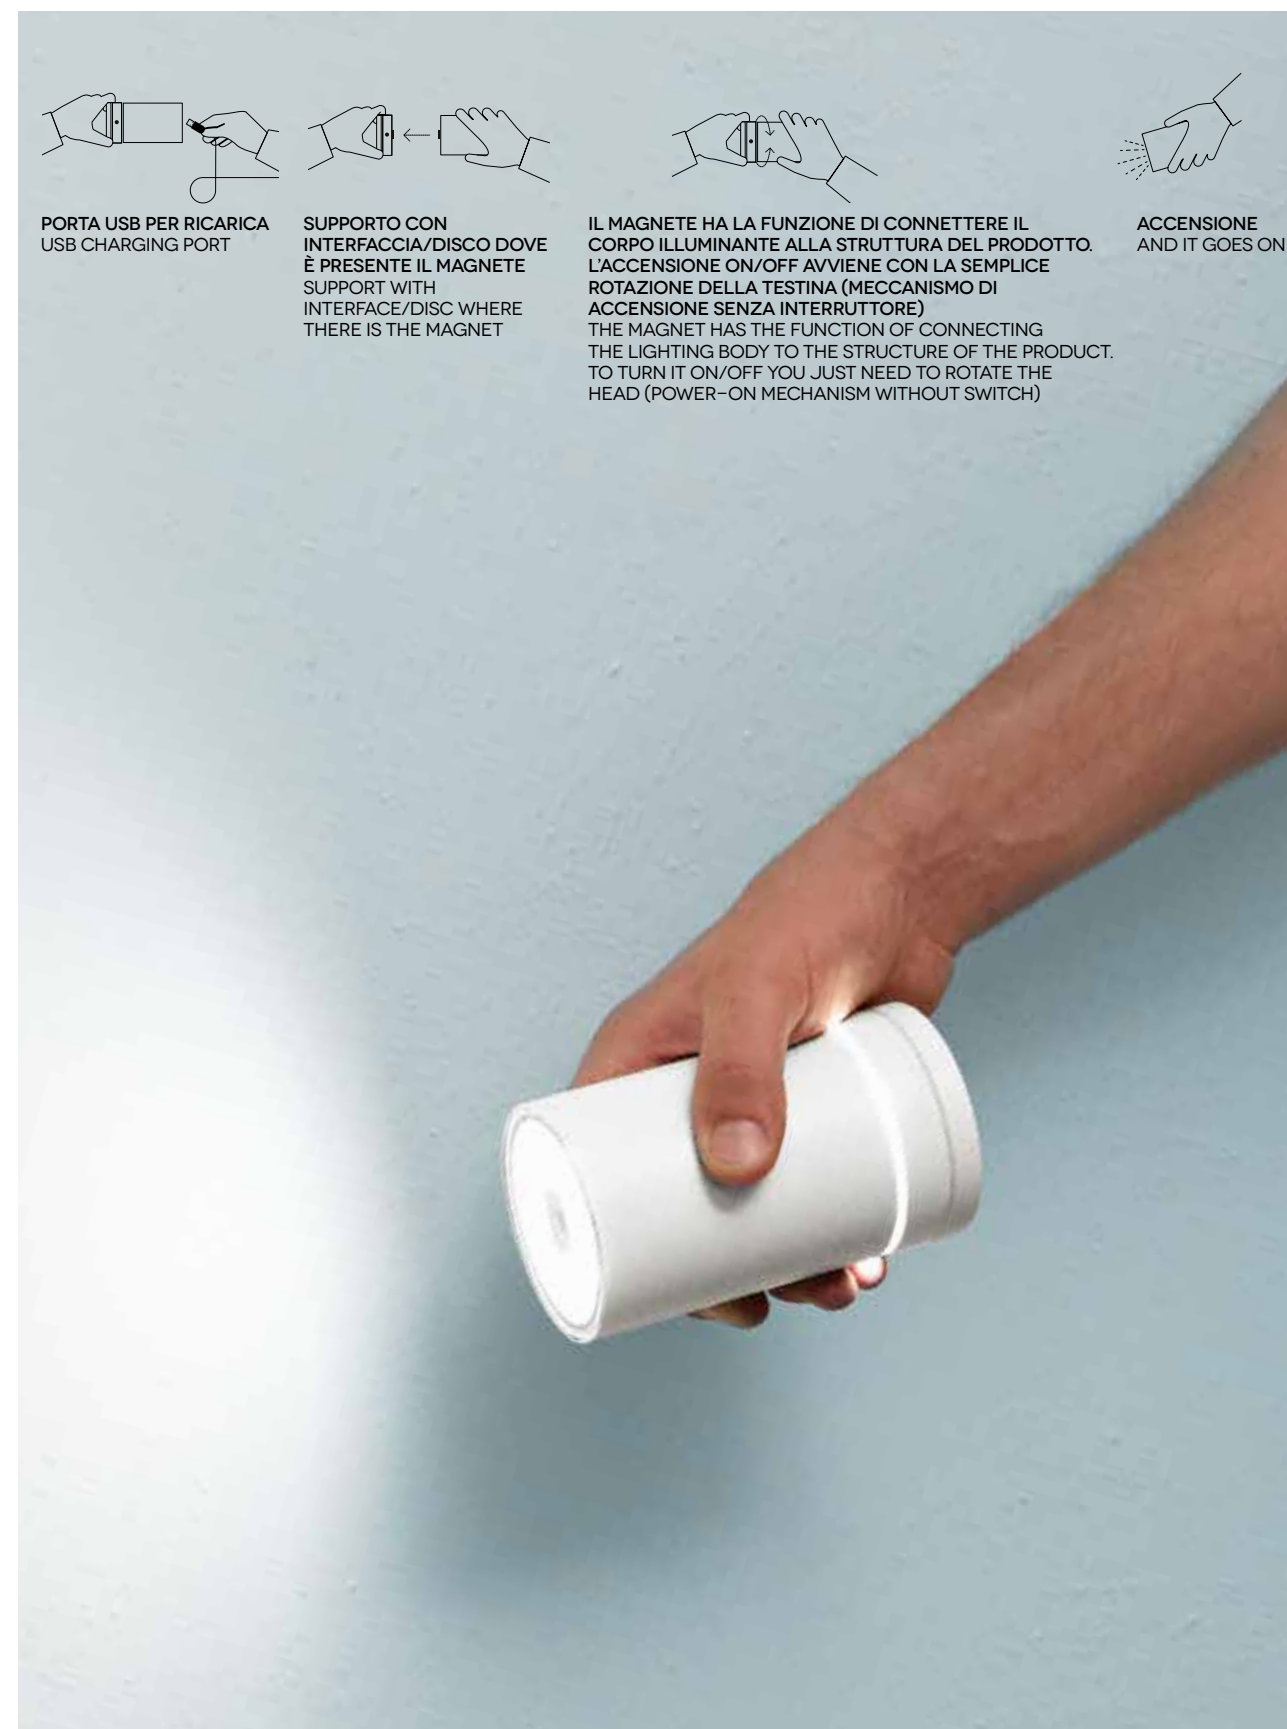 PORTA USB PER RICARICA
USB CHARGING PORT
SUPPORTO CON
INTERFACCIA/DISCO DOVE
È PRESENTE IL MAGNETE
SUPPORT WITH
INTERFACE/DISC WHERE
THERE IS THE MAGNET
IL MAGNETE HA LA FUNZIONE DI CONNETTERE IL
CORPO ILLUMINANTE ALLA STRUTTURA DEL PRODOTTO.
L'ACCENSIONE ON/OFF AVVIENE CON LA SEMPLICE
ROTAZIONE DELLA TESTINA (MECCANISMO DI
ACCENSIONE SENZA INTERRUTTORE)
THE MAGNET HAS THE FUNCTION OF CONNECTING
THE LIGHTING BODY TO THE STRUCTURE OF THE PRODUCT.
TO TURN IT ON/OFF YOU JUST NEED TO ROTATE THE
HEAD (POWER-ON MECHANISM WITHOUT SWITCH)
ACCENSIONE
AND IT GOES ON